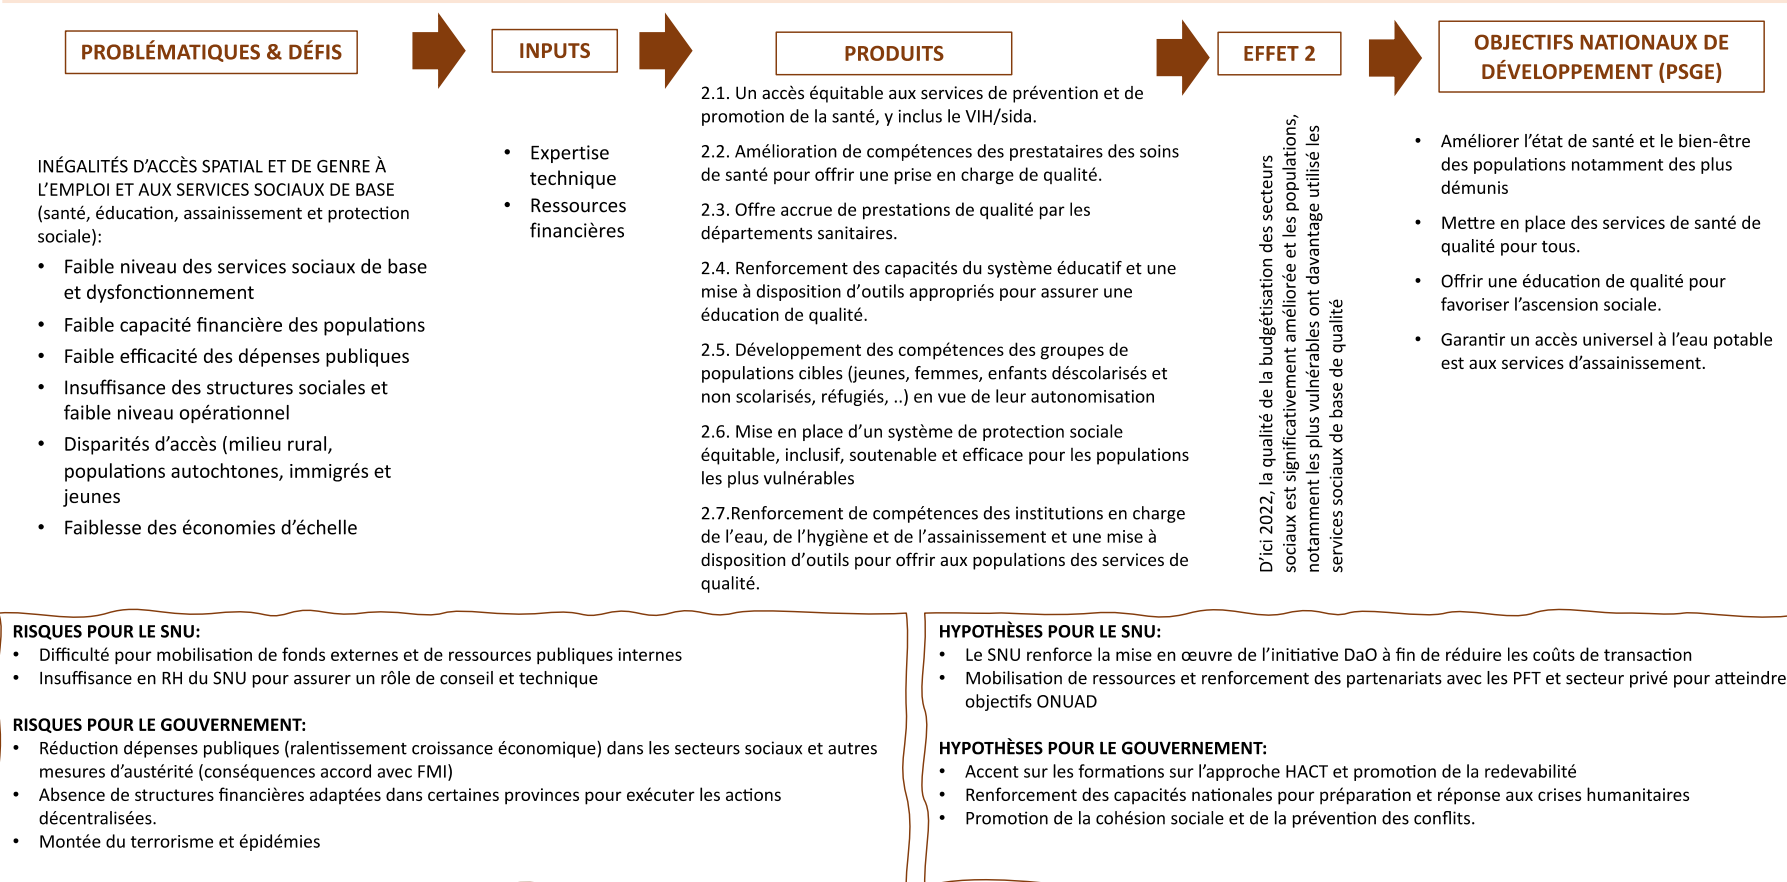 PROBLÉMATIQUES & DÉFIS
INÉGALITÉS D'ACCÈS SPATIAL ET DE GENRE À
L'EMPLOI ET AUX SERVICES SOCIAUX DE BASE
(santé, éducation, assainissement et protection
sociale):
• Faible niveau des services sociaux de base
et dysfonctionnement
• Faible capacité financière des populations
• Faible efficacité des dépenses publiques
• Insuffisance des structures sociales et
faible niveau opérationnel
• Disparités d'accès (milieu rural,
populations autochtones, immigrés et
jeunes
• Faiblesse des économies d'échelle
INPUTS
• Expertise
technique
• Ressources
financières
PRODUITS
2.1. Un accès équitable aux services de prévention et de
promotion de la santé, y inclus le VIH/sida.
2.2. Amélioration de compétences des prestataires des soins
de santé pour offrir une prise en charge de qualité.
2.3. Offre accrue de prestations de qualité par les
départements sanitaires.
2.4. Renforcement des capacités du système éducatif et une
mise à disposition d'outils appropriés pour assurer une
éducation de qualité.
2.5. Développement des compétences des groupes de
populations cibles (jeunes, femmes, enfants déscolarisés et
non scolarisés, réfugiés, ..) en vue de leur autonomisation
2.6. Mise en place d'un système de protection sociale
équitable, inclusif, soutenable et efficace pour les populations
les plus vulnérables
2.7.Renforcement de compétences des institutions en charge
de l'eau, de l'hygiène et de l'assainissement et une mise à
disposition d'outils pour offrir aux populations des services de
qualité.
EFFET 2
D'ici 2022, la qualité de la budgétisation des secteurs
sociaux est significativement améliorée et les populations,
notamment les plus vulnérables ont davantage utilisé les
services sociaux de base de qualité
OBJECTIFS NATIONAUX DE
DÉVELOPPEMENT (PSGE)
• Améliorer l'état de santé et le bien-être
des populations notamment des plus
démunis
• Mettre en place des services de santé de
qualité pour tous.
• Offrir une éducation de qualité pour
favoriser l'ascension sociale.
• Garantir un accès universel à l'eau potable
est aux services d'assainissement.
RISQUES POUR LE SNU:
• Difficulté pour mobilisation de fonds externes et de ressources publiques internes
• Insuffisance en RH du SNU pour assurer un rôle de conseil et technique
RISQUES POUR LE GOUVERNEMENT:
• Réduction dépenses publiques (ralentissement croissance économique) dans les secteurs sociaux et autres
mesures d'austérité (conséquences accord avec FMI)
• Absence de structures financières adaptées dans certaines provinces pour exécuter les actions
décentralisées.
• Montée du terrorisme et épidémies
HYPOTHÈSES POUR LE SNU:
• Le SNU renforce la mise en œuvre de l'initiative DaO à fin de réduire les coûts de transaction
• Mobilisation de ressources et renforcement des partenariats avec les PFT et secteur privé pour atteindre
objectifs ONUAD
HYPOTHÈSES POUR LE GOUVERNEMENT:
• Accent sur les formations sur l'approche HACT et promotion de la redevabilité
• Renforcement des capacités nationales pour préparation et réponse aux crises humanitaires
• Promotion de la cohésion sociale et de la prévention des conflits.